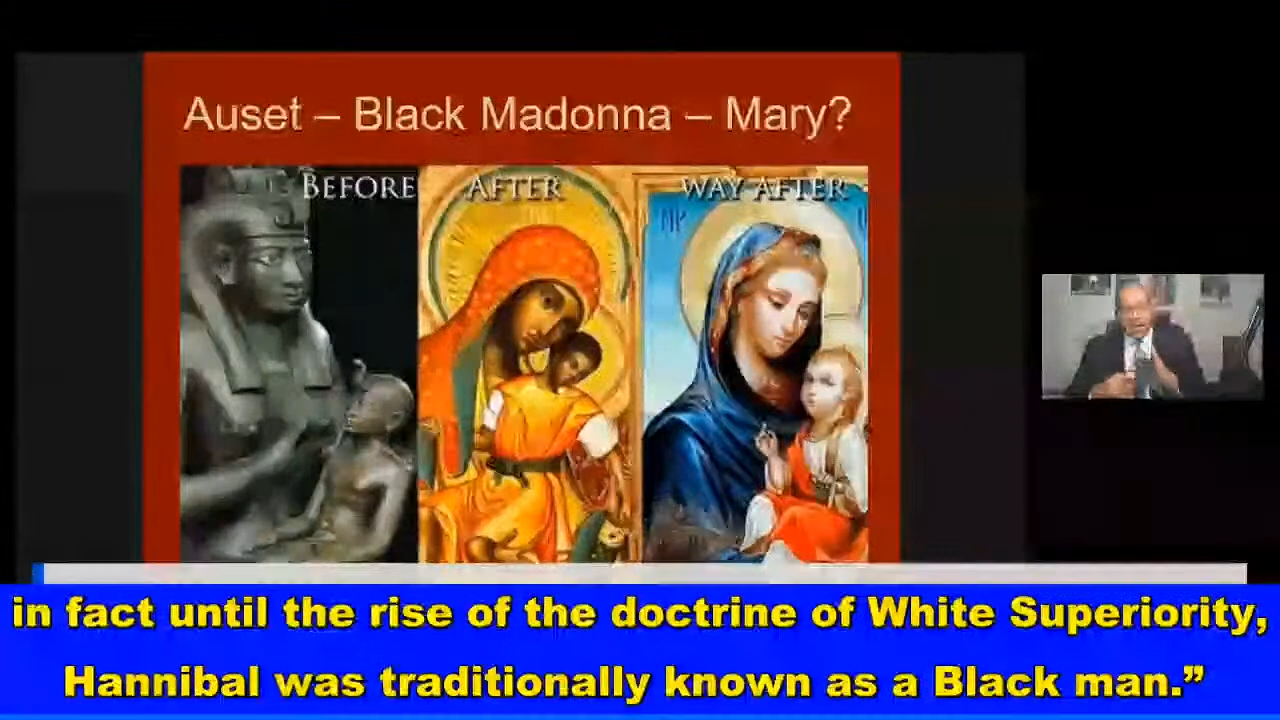 Auset – Black Madonna – Mary?
BEFORE
AFTER
WAY AFTER
in fact until the rise of the doctrine of White Superiority,
Hannibal was traditionally known as a Black man.”